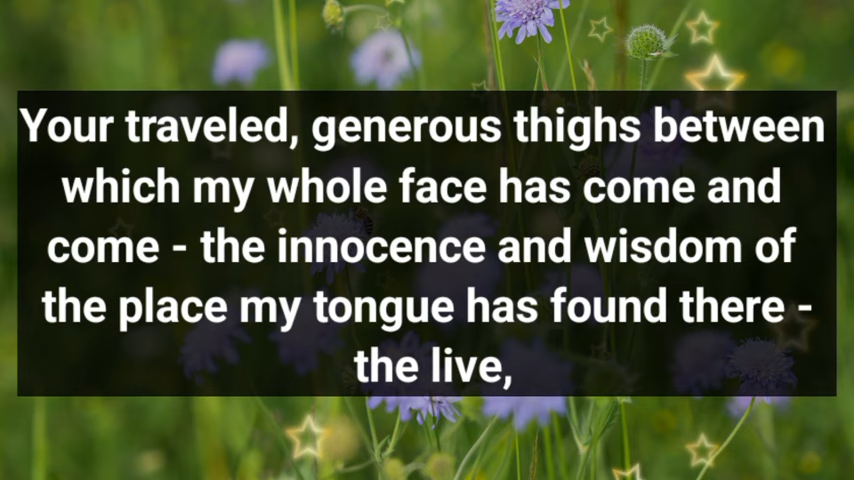 Your traveled, generous thighs between
which my whole face has come and
come - the innocence and wisdom of
the place my tongue has found there -
the live,